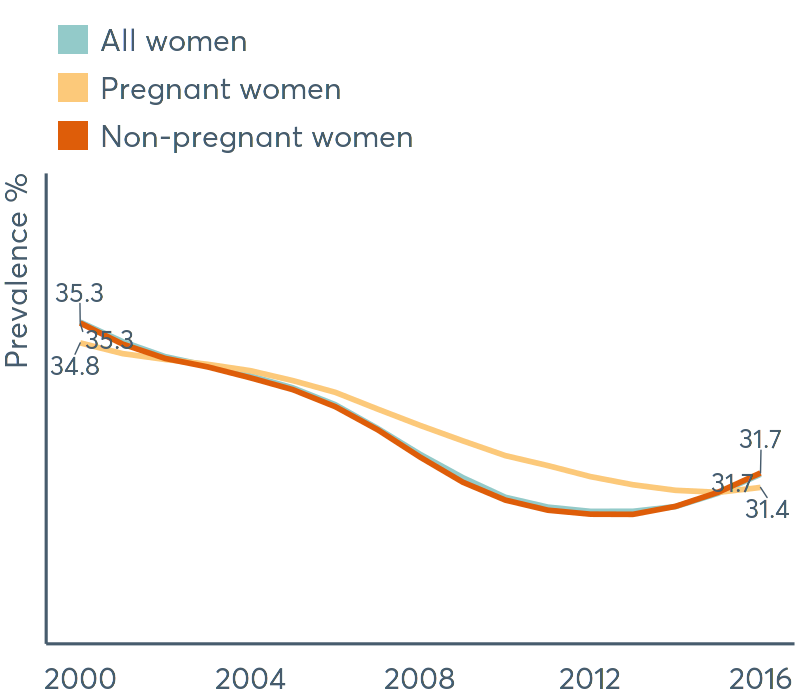 All women
Pregnant women
Non-pregnant women
Prevalence %
35.3
35.3
34.8
31.7
31.7
31.4
2000 2004 2008 2012 2016